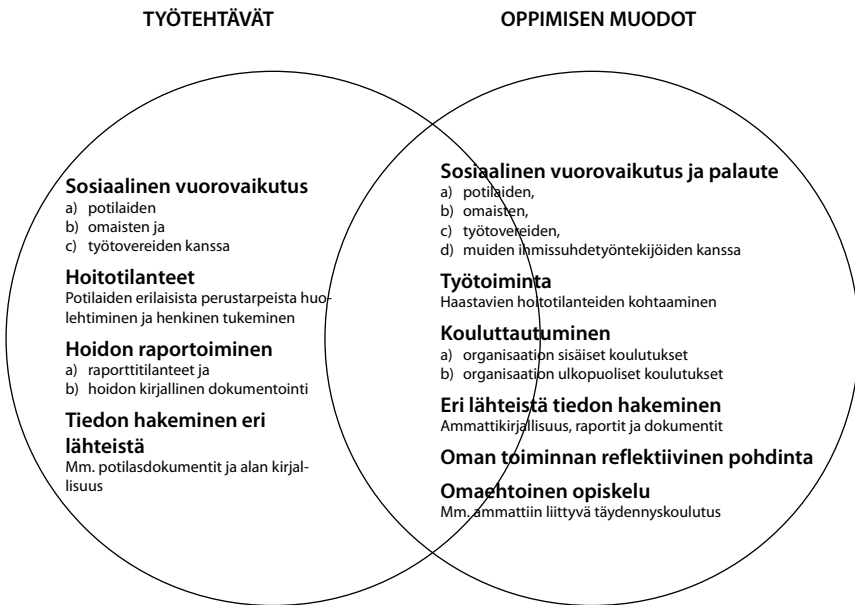 TYÖTEHTÄVÄT
OPPIMISEN MUODOT
Sosiaalinen vuorovaikutus
a) potilaiden
b) omaisten ja
c) työtovereiden kanssa
Hoitotilanteet
Potilaiden erilaisista perustarpeista huo-
lehtiminen ja henkinen tukeminen
Hoidon raportoiminen
a) raporttitilanteet ja
b) hoidon kirjallinen dokumentointi
Tiedon hakeminen eri
lähteistä
Mm. potilasdokumentit ja alan kirjal-
lisuus
Sosiaalinen vuorovaikutus ja palaute
a) potilaiden,
b) omaisten,
c) työtovereiden,
d) muiden ihmissuhdetyöntekijöiden kanssa
Työtoiminta
Haastavien hoitotilanteiden kohtaaminen
Kouluttautuminen
a) organisaation sisäiset koulutukset
b) organisaation ulkopuoliset koulutukset
Eri lähteistä tiedon hakeminen
Ammattikirjallisuus, raportit ja dokumentit
Oman toiminnan reflektiivinen pohdinta
Omaehtoinen opiskelu
Mm. ammattiin liittyvä täydennyskoulutus